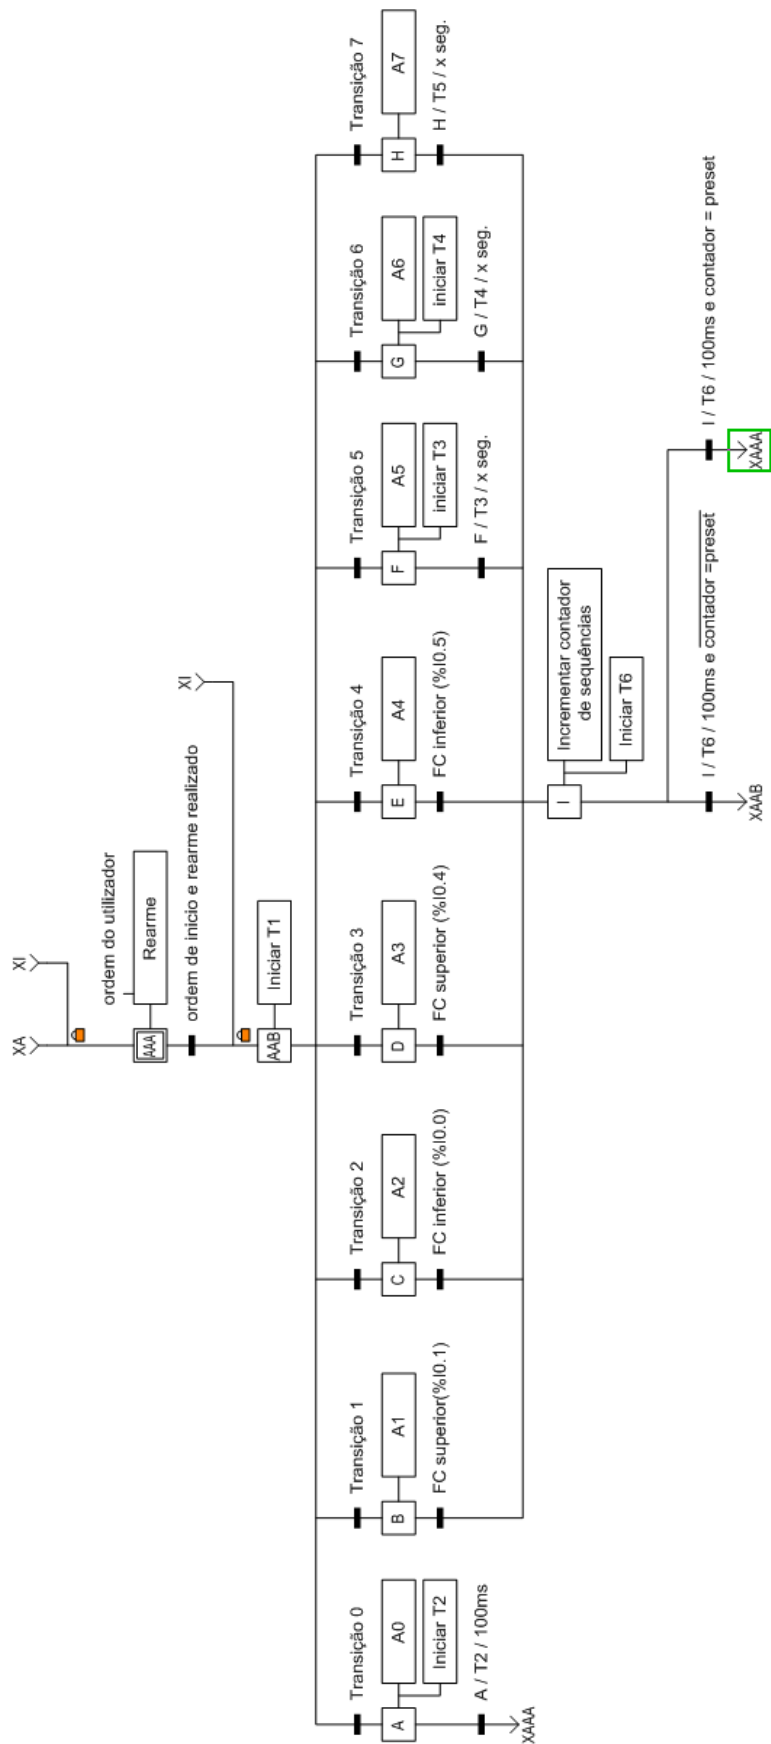 XA
XI
ordem do utilizador
AAA
Rearme
ordem de inicio e rearme realizado
XI
AAB
Iniciar T1
Transição 0
Transição 1
Transição 2
Transição 3
Transição 4
Transição 5
Transição 6
Transição 7
A
A0
Iniciar T2
B
A1
C
A2
D
A3
E
A4
F
A5
iniciar T3
G
A6
iniciar T4
H
A7
A / T2 / 100ms
FC superior(%I0.1)
FC inferior (%I0.0)
FC superior (%I0.4)
FC inferior (%I0.5)
F / T3 / x seg.
G / T4 / x seg.
H / T5 / x seg.
XAAA
I
Incrementar contador
de sequências
Iniciar T6
I / T6 / 100ms e contador =preset
I / T6 / 100ms e contador = preset
XAAB
XAAA